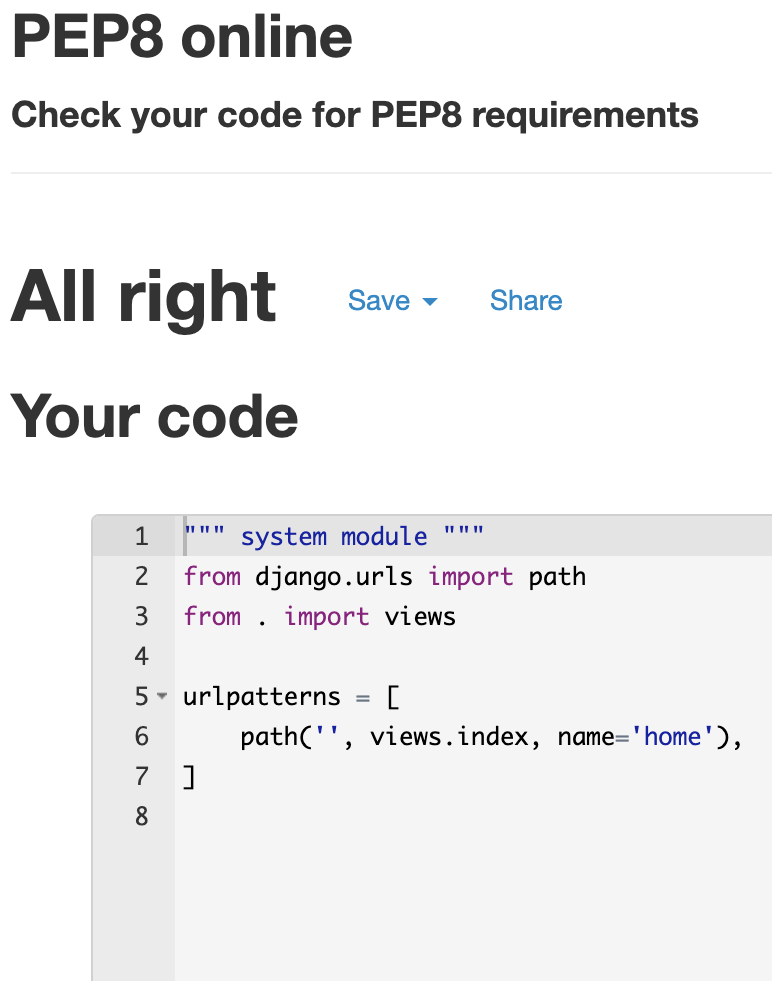 PEP8 online
Check your code for PEP8 requirements
All right Save Share
Your code
1 """ system module """
2 from django.urls import path
3 from . import views
4
5 urlpatterns = [
6     path('', views.index, name='home'),
7 ]
8